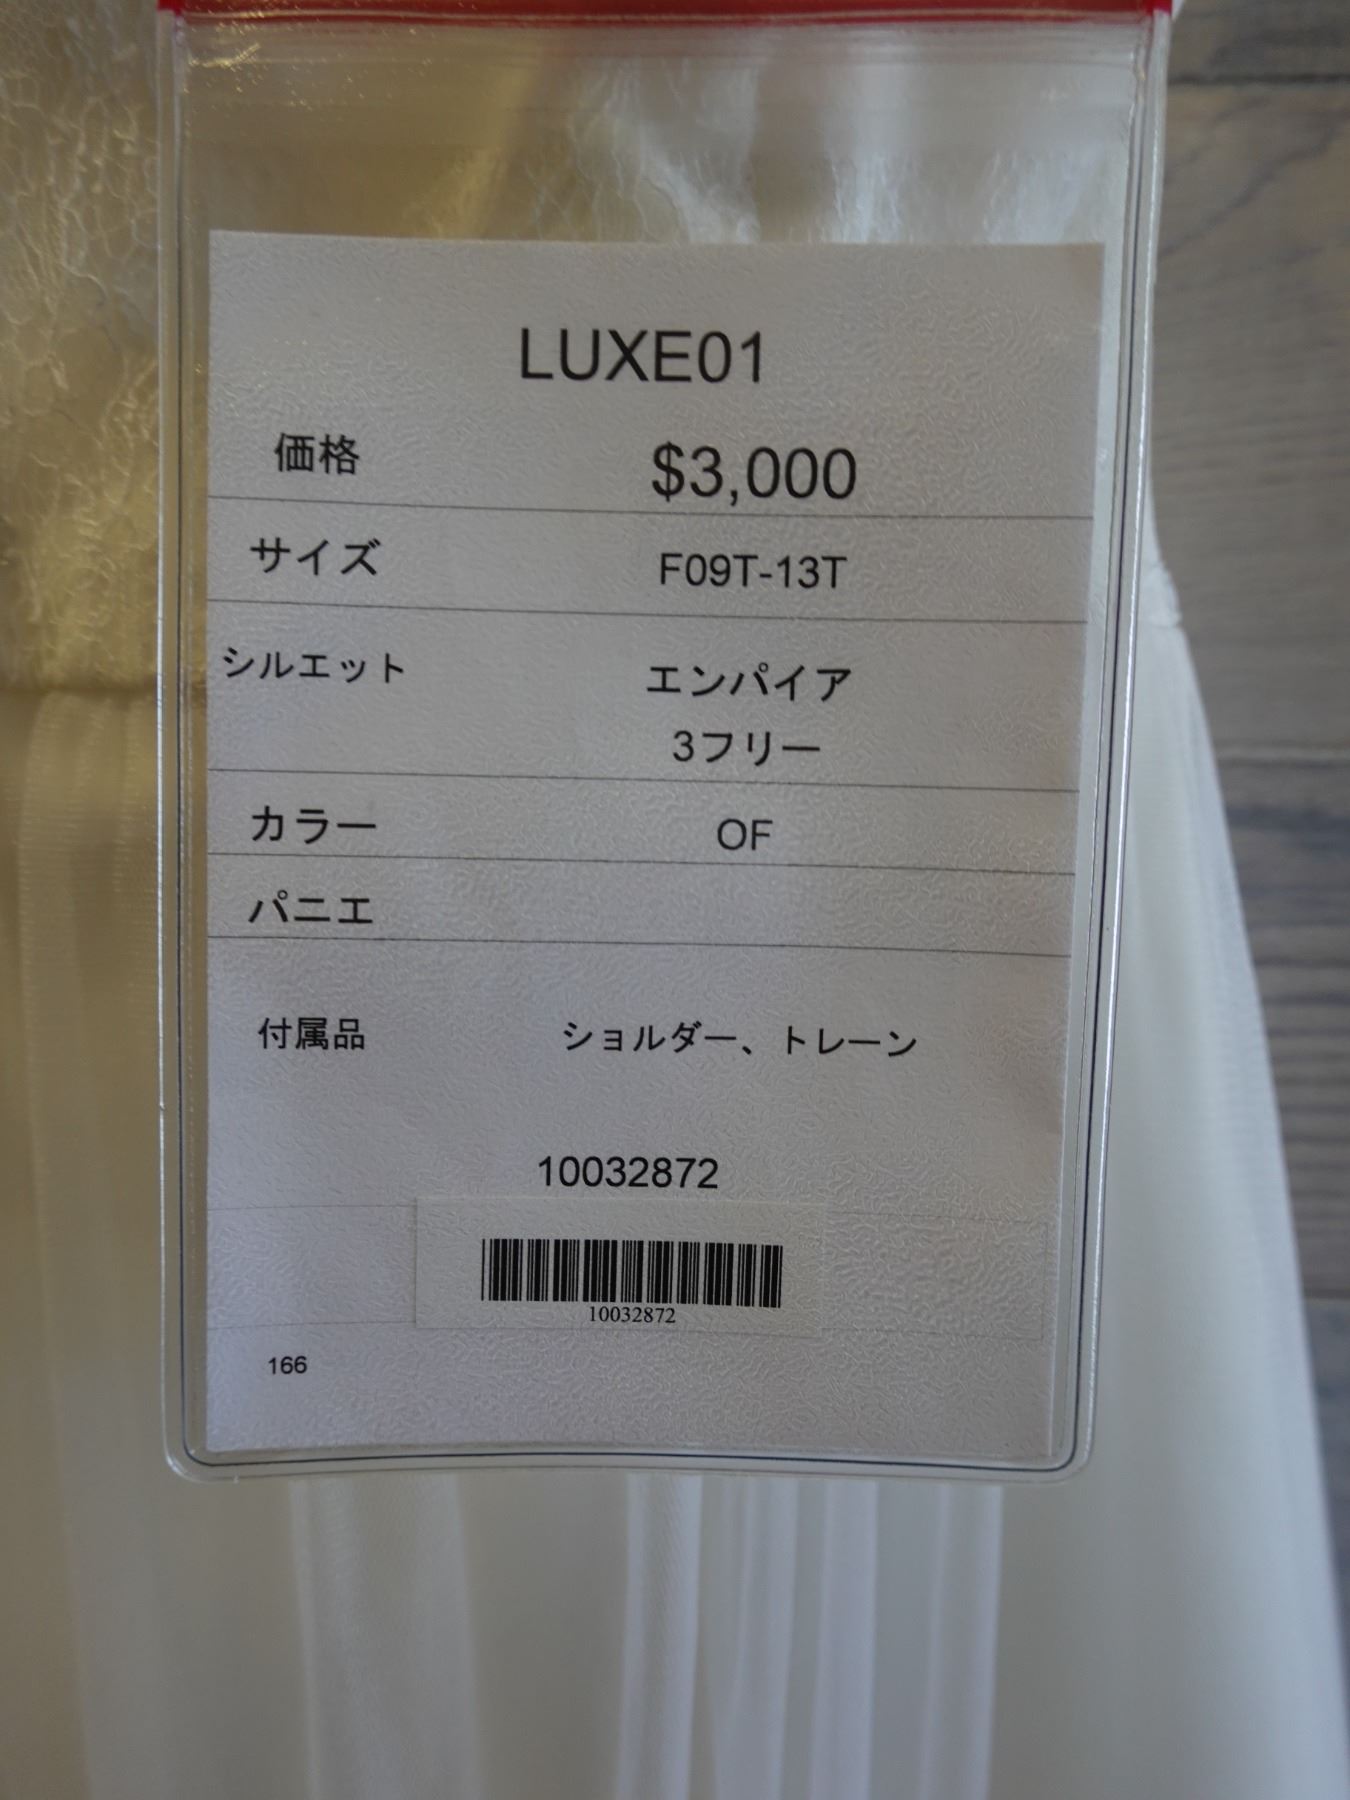 LUXE01
価格 $3,000
サイズ F09T-13T
シルエット エンパイア
3フリー
カラー OF
パニエ
付属品 ショルダー、トレーン
10032872
10032872
166